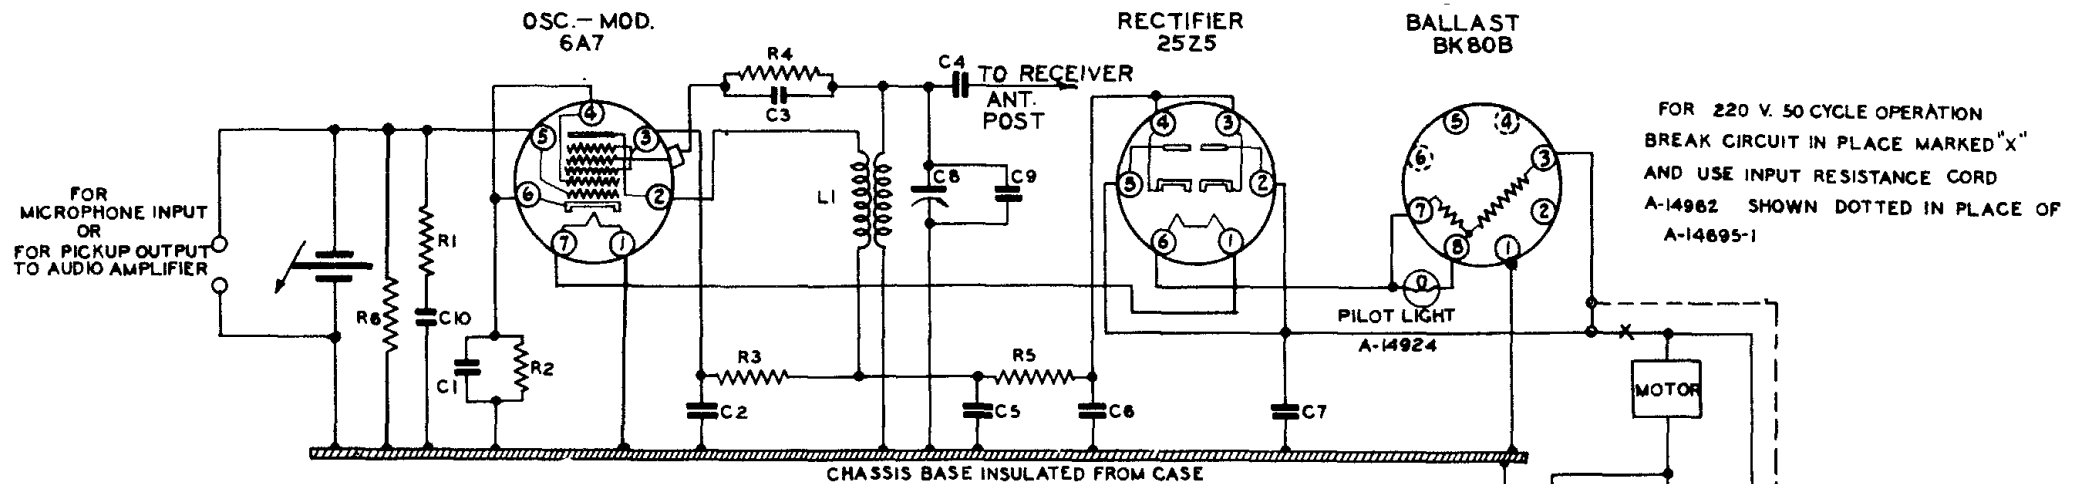 OSC.-MOD.
6A7
RECTIFIER
25Z5
BALLAST
BK80B
R4
C3
C4
TO RECEIVER
ANT.
POST
FOR 220 V. 50 CYCLE OPERATION
BREAK CIRCUIT IN PLACE MARKED "X"
AND USE INPUT RESISTANCE CORD
A-14962 SHOWN DOTTED IN PLACE OF
A-14695-1
4
5
3
6
2
7
1
4
3
5
2
6
1
5
4
6
3
7
2
8
1
FOR
MICROPHONE INPUT
OR
FOR PICKUP OUTPUT
TO AUDIO AMPLIFIER
R1
L1
C8
C9
R6
C10
PILOT LIGHT
A-14924
X
C1
R2
R3
R5
MOTOR
C2
C5
C6
C7
CHASSIS BASE INSULATED FROM CASE